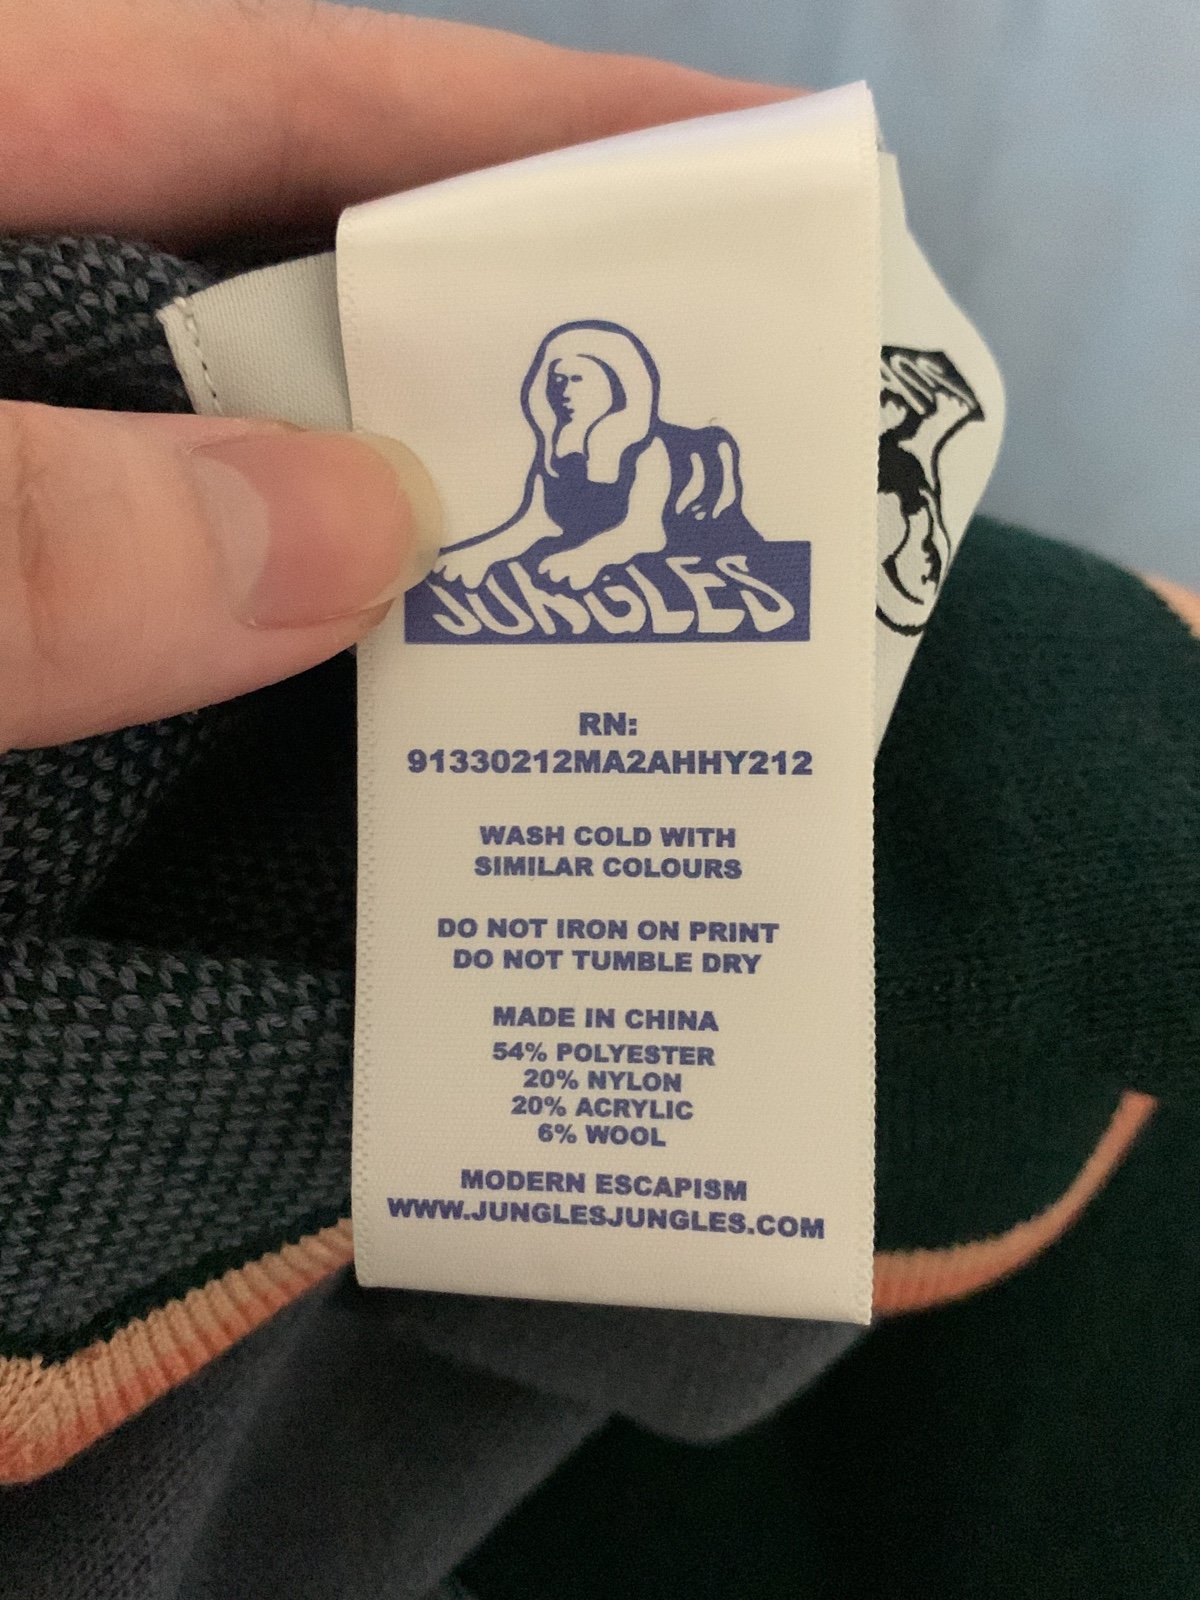 JUNGLES
RN:
91330212MA2AHHY212
WASH COLD WITH
SIMILAR COLOURS
DO NOT IRON ON PRINT
DO NOT TUMBLE DRY
MADE IN CHINA
54% POLYESTER
20% NYLON
20% ACRYLIC
6% WOOL
MODERN ESCAPISM
WWW.JUNGLESJUNGLES.COM